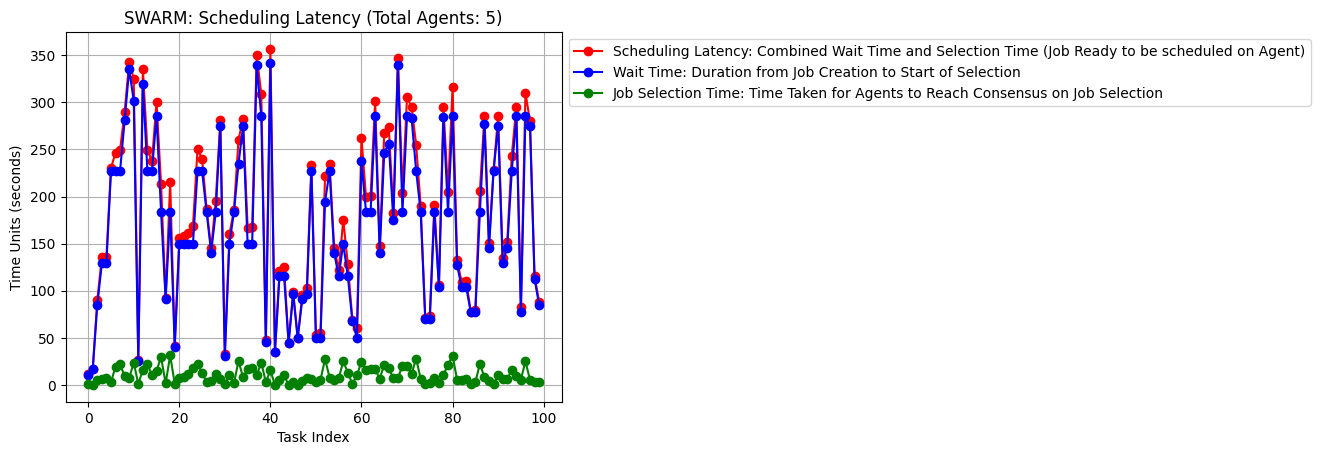 SWARM: Scheduling Latency (Total Agents: 5)
Time Units (seconds)
350
300
250
200
150
100
50
0
0 20 40 60 80 100
Task Index
Scheduling Latency: Combined Wait Time and Selection Time (Job Ready to be scheduled on Agent)
Wait Time: Duration from Job Creation to Start of Selection
Job Selection Time: Time Taken for Agents to Reach Consensus on Job Selection